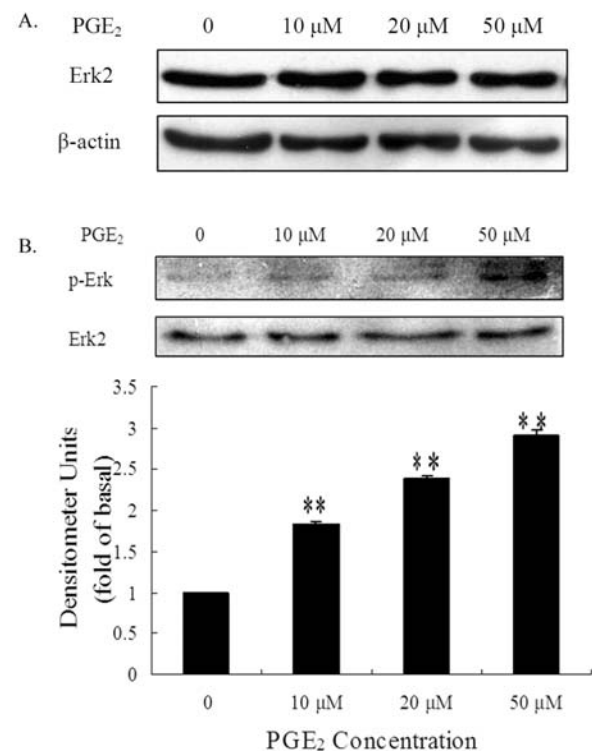 A. PGE₂ 0 10 μM 20 μM 50 μM
Erk2
β-actin
B. PGE₂ 0 10 μM 20 μM 50 μM
p-Erk
Erk2
Densitometer Units
(fold of basal)
3.5
3
2.5
2
1.5
1
0.5
0
** ** **
0 10 μM 20 μM 50 μM
PGE₂ Concentration